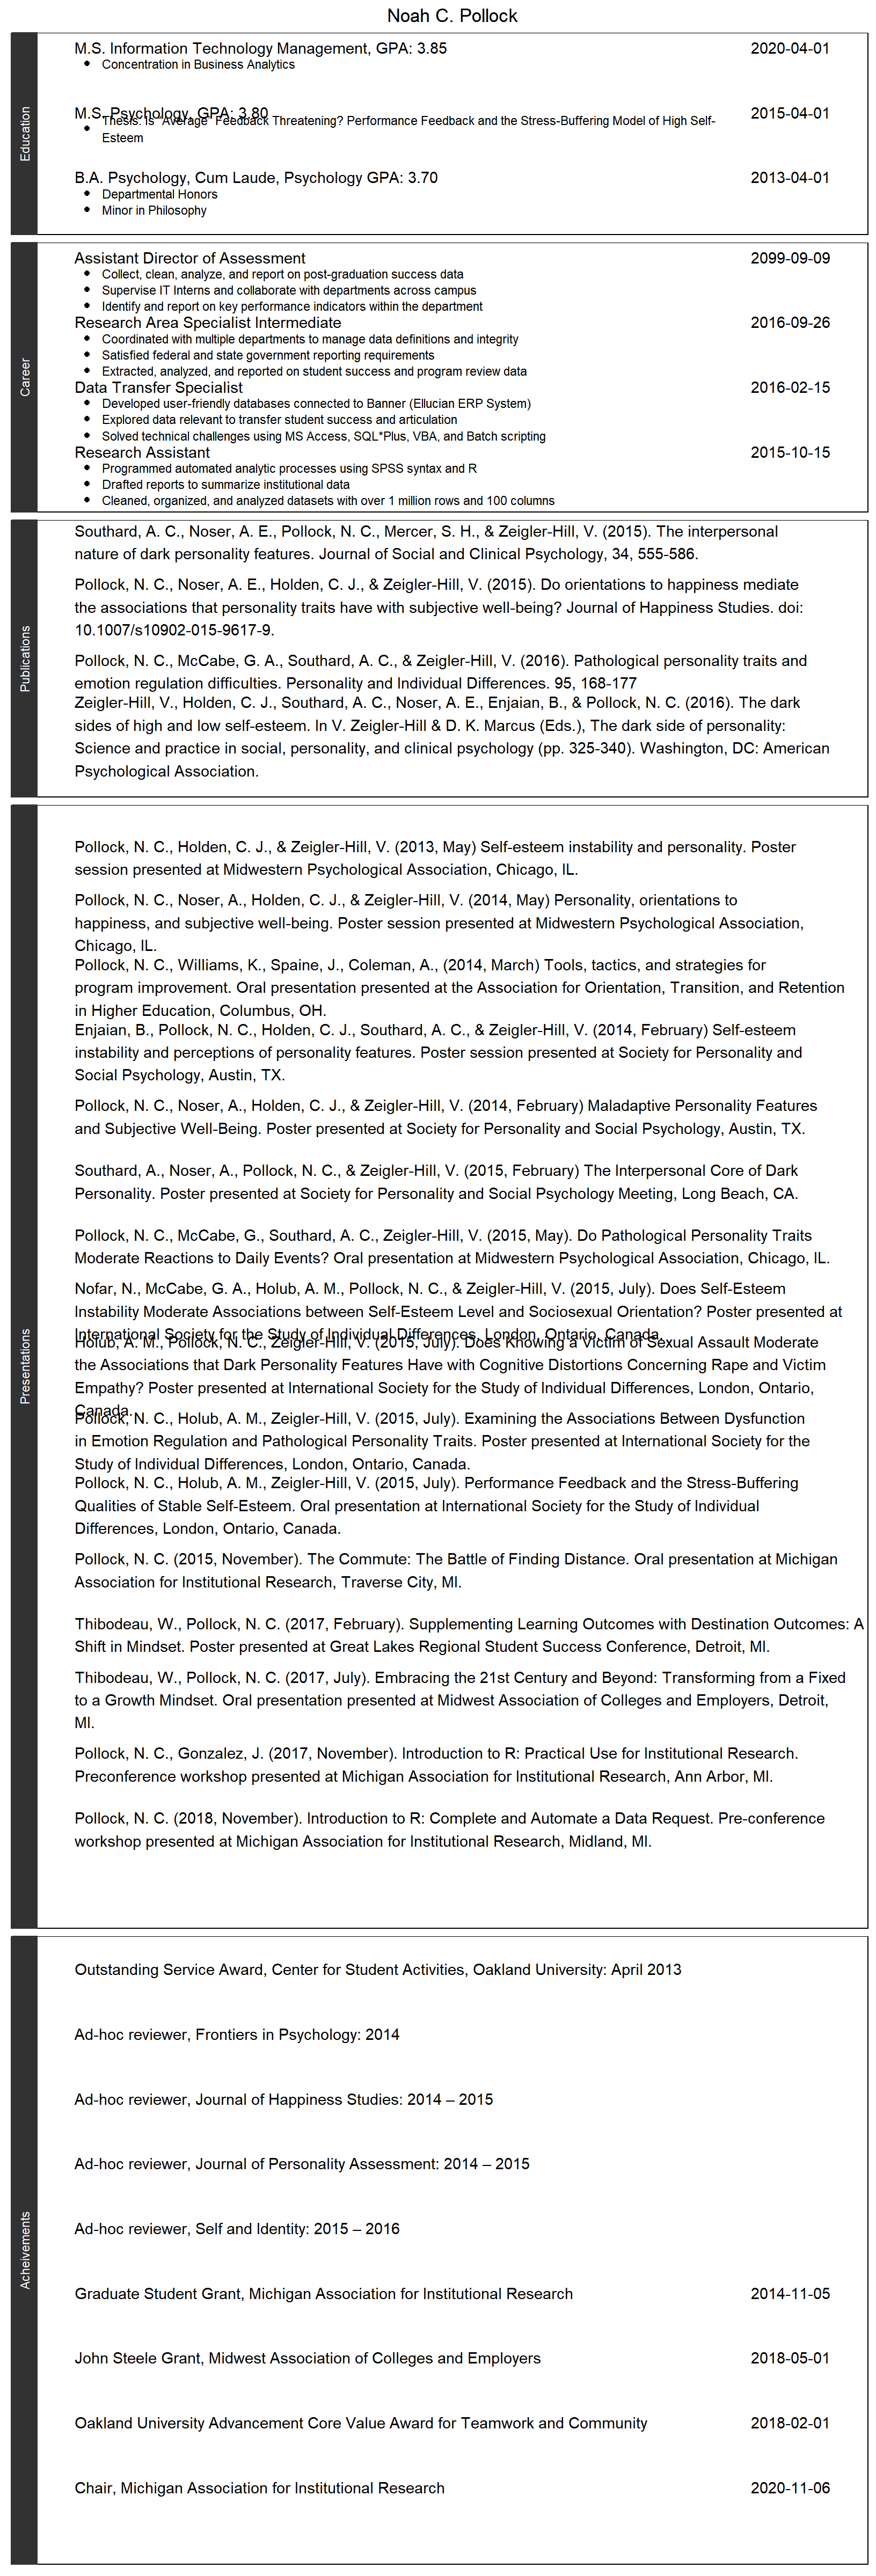 Noah C. Pollock
Education
M.S. Information Technology Management, GPA: 3.85 2020-04-01
• Concentration in Business Analytics
M.S. Psychology, GPA: 3.80 2015-04-01
• Thesis: Is "Average" Feedback Threatening? Performance Feedback and the Stress-Buffering Model of High Self-
Esteem
B.A. Psychology, Cum Laude, Psychology GPA: 3.70 2013-04-01
• Departmental Honors
• Minor in Philosophy
Career
Assistant Director of Assessment 2099-09-09
• Collect, clean, analyze, and report on post-graduation success data
• Supervise IT Interns and collaborate with departments across campus
• Identify and report on key performance indicators within the department
Research Area Specialist Intermediate 2016-09-26
• Coordinated with multiple departments to manage data definitions and integrity
• Satisfied federal and state government reporting requirements
• Extracted, analyzed, and reported on student success and program review data
Data Transfer Specialist 2016-02-15
• Developed user-friendly databases connected to Banner (Ellucian ERP System)
• Explored data relevant to transfer student success and articulation
• Solved technical challenges using MS Access, SQL*Plus, VBA, and Batch scripting
Research Assistant 2015-10-15
• Programmed automated analytic processes using SPSS syntax and R
• Drafted reports to summarize institutional data
• Cleaned, organized, and analyzed datasets with over 1 million rows and 100 columns
Publications
Southard, A. C., Noser, A. E., Pollock, N. C., Mercer, S. H., & Zeigler-Hill, V. (2015). The interpersonal
nature of dark personality features. Journal of Social and Clinical Psychology, 34, 555-586.
Pollock, N. C., Noser, A. E., Holden, C. J., & Zeigler-Hill, V. (2015). Do orientations to happiness mediate
the associations that personality traits have with subjective well-being? Journal of Happiness Studies. doi:
10.1007/s10902-015-9617-9.
Pollock, N. C., McCabe, G. A., Southard, A. C., & Zeigler-Hill, V. (2016). Pathological personality traits and
emotion regulation difficulties. Personality and Individual Differences. 95, 168-177
Zeigler-Hill, V., Holden, C. J., Southard, A. C., Noser, A. E., Enjaian, B., & Pollock, N. C. (2016). The dark
sides of high and low self-esteem. In V. Zeigler-Hill & D. K. Marcus (Eds.), The dark side of personality:
Science and practice in social, personality, and clinical psychology (pp. 325-340). Washington, DC: American
Psychological Association.
Presentations
Pollock, N. C., Holden, C. J., & Zeigler-Hill, V. (2013, May) Self-esteem instability and personality. Poster
session presented at Midwestern Psychological Association, Chicago, IL.
Pollock, N. C., Noser, A., Holden, C. J., & Zeigler-Hill, V. (2014, May) Personality, orientations to
happiness, and subjective well-being. Poster session presented at Midwestern Psychological Association,
Chicago, IL.
Pollock, N. C., Williams, K., Spaine, J., Coleman, A., (2014, March) Tools, tactics, and strategies for
program improvement. Oral presentation presented at the Association for Orientation, Transition, and Retention
in Higher Education, Columbus, OH.
Enjaian, B., Pollock, N. C., Holden, C. J., Southard, A. C., & Zeigler-Hill, V. (2014, February) Self-esteem
instability and perceptions of personality features. Poster session presented at Society for Personality and
Social Psychology, Austin, TX.
Pollock, N. C., Noser, A., Holden, C. J., & Zeigler-Hill, V. (2014, February) Maladaptive Personality Features
and Subjective Well-Being. Poster presented at Society for Personality and Social Psychology, Austin, TX.
Southard, A., Noser, A., Pollock, N. C., & Zeigler-Hill, V. (2015, February) The Interpersonal Core of Dark
Personality. Poster presented at Society for Personality and Social Psychology Meeting, Long Beach, CA.
Pollock, N. C., McCabe, G., Southard, A. C., Zeigler-Hill, V. (2015, May). Do Pathological Personality Traits
Moderate Reactions to Daily Events? Oral presentation at Midwestern Psychological Association, Chicago, IL.
Nofar, N., McCabe, G. A., Holub, A. M., Pollock, N. C., & Zeigler-Hill, V. (2015, July). Does Self-Esteem
Instability Moderate Associations between Self-Esteem Level and Sociosexual Orientation? Poster presented at
International Society for the Study of Individual Differences, London, Ontario, Canada.
Holub, A. M., Pollock, N. C., Zeigler-Hill, V. (2015, July). Does Knowing a Victim of Sexual Assault Moderate
the Associations that Dark Personality Features Have with Cognitive Distortions Concerning Rape and Victim
Empathy? Poster presented at International Society for the Study of Individual Differences, London, Ontario,
Canada.
Pollock, N. C., Holub, A. M., Zeigler-Hill, V. (2015, July). Examining the Associations Between Dysfunction
in Emotion Regulation and Pathological Personality Traits. Poster presented at International Society for the
Study of Individual Differences, London, Ontario, Canada.
Pollock, N. C., Holub, A. M., Zeigler-Hill, V. (2015, July). Performance Feedback and the Stress-Buffering
Qualities of Stable Self-Esteem. Oral presentation at International Society for the Study of Individual
Differences, London, Ontario, Canada.
Pollock, N. C. (2015, November). The Commute: The Battle of Finding Distance. Oral presentation at Michigan
Association for Institutional Research, Traverse City, MI.
Thibodeau, W., Pollock, N. C. (2017, February). Supplementing Learning Outcomes with Destination Outcomes: A
Shift in Mindset. Poster presented at Great Lakes Regional Student Success Conference, Detroit, MI.
Thibodeau, W., Pollock, N. C. (2017, July). Embracing the 21st Century and Beyond: Transforming from a Fixed
to a Growth Mindset. Oral presentation presented at Midwest Association of Colleges and Employers, Detroit,
MI.
Pollock, N. C., Gonzalez, J. (2017, November). Introduction to R: Practical Use for Institutional Research.
Preconference workshop presented at Michigan Association for Institutional Research, Ann Arbor, MI.
Pollock, N. C. (2018, November). Introduction to R: Complete and Automate a Data Request. Pre-conference
workshop presented at Michigan Association for Institutional Research, Midland, MI.
Acheivements
Outstanding Service Award, Center for Student Activities, Oakland University: April 2013
Ad-hoc reviewer, Frontiers in Psychology: 2014
Ad-hoc reviewer, Journal of Happiness Studies: 2014 – 2015
Ad-hoc reviewer, Journal of Personality Assessment: 2014 – 2015
Ad-hoc reviewer, Self and Identity: 2015 – 2016
Graduate Student Grant, Michigan Association for Institutional Research 2014-11-05
John Steele Grant, Midwest Association of Colleges and Employers 2018-05-01
Oakland University Advancement Core Value Award for Teamwork and Community 2018-02-01
Chair, Michigan Association for Institutional Research 2020-11-06